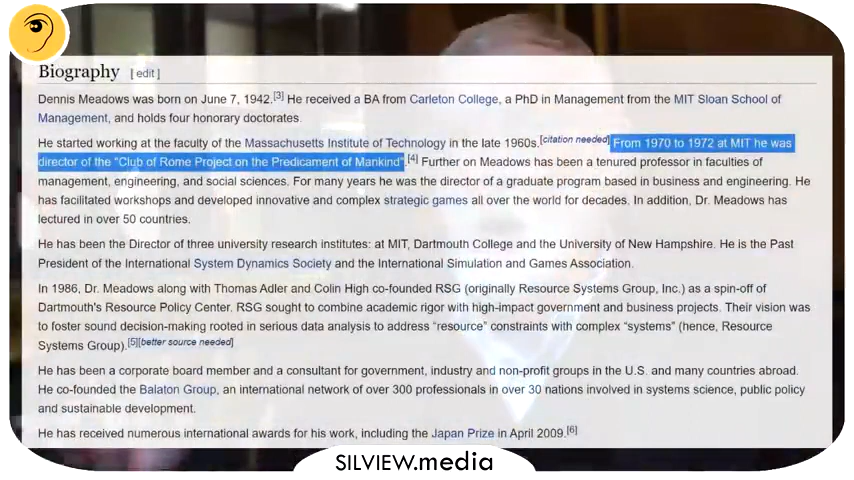 Biography [ edit ]
Dennis Meadows was born on June 7, 1942.[3] He received a BA from Carleton College, a PhD in Management from the MIT Sloan School of
Management, and holds four honorary doctorates.
He started working at the faculty of the Massachusetts Institute of Technology in the late 1960s.[citation needed] From 1970 to 1972 at MIT he was
director of the "Club of Rome Project on the Predicament of Mankind".[4] Further on Meadows has been a tenured professor in faculties of
management, engineering, and social sciences. For many years he was the director of a graduate program based in business and engineering. He
has facilitated workshops and developed innovative and complex strategic games all over the world for decades. In addition, Dr. Meadows has
lectured in over 50 countries.
He has been the Director of three university research institutes: at MIT, Dartmouth College and the University of New Hampshire. He is the Past
President of the International System Dynamics Society and the International Simulation and Games Association.
In 1986, Dr. Meadows along with Thomas Adler and Colin High co-founded RSG (originally Resource Systems Group, Inc.) as a spin-off of
Dartmouth's Resource Policy Center. RSG sought to combine academic rigor with high-impact government and business projects. Their vision was
to foster sound decision-making rooted in serious data analysis to address “resource” constraints with complex “systems” (hence, Resource
Systems Group).[5][better source needed]
He has been a corporate board member and a consultant for government, industry and non-profit groups in the U.S. and many countries abroad.
He co-founded the Balaton Group, an international network of over 300 professionals in over 30 nations involved in systems science, public policy
and sustainable development.
He has received numerous international awards for his work, including the Japan Prize in April 2009.[6]
SILVIEW.media